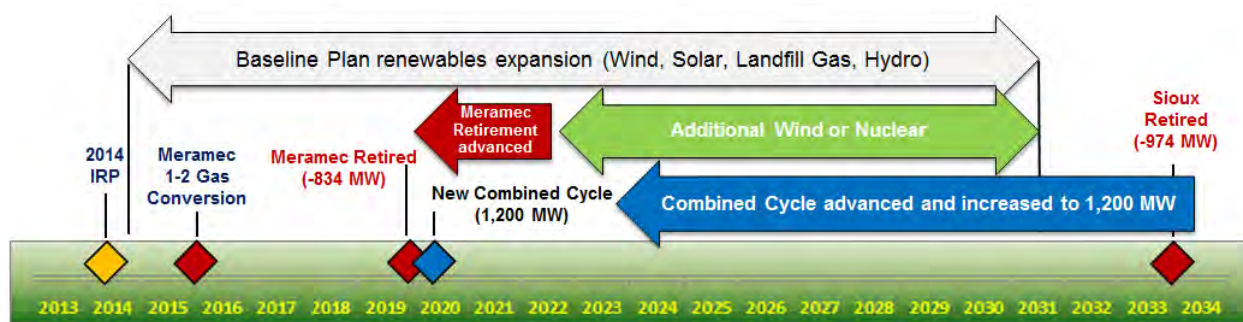 Baseline Plan renewables expansion (Wind, Solar, Landfill Gas, Hydro)
Meramec
Retirement
advanced
Additional Wind or Nuclear
Sioux
Retired
(-974 MW)
2014
IRP
Meramec
1-2 Gas
Conversion
Meramec Retired
(-834 MW)
New Combined Cycle
(1,200 MW)
Combined Cycle advanced and increased to 1,200 MW
2013 2014 2015 2016 2017 2018 2019 2020 2021 2022 2023 2024 2025 2026 2027 2028 2029 2030 2031 2032 2033 2034